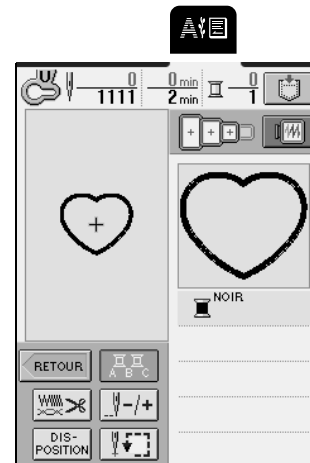 A
U
0 0 min 0
1111 2 min 1
NOIR
RETOUR
A B C
-/+
DIS-
POSITION